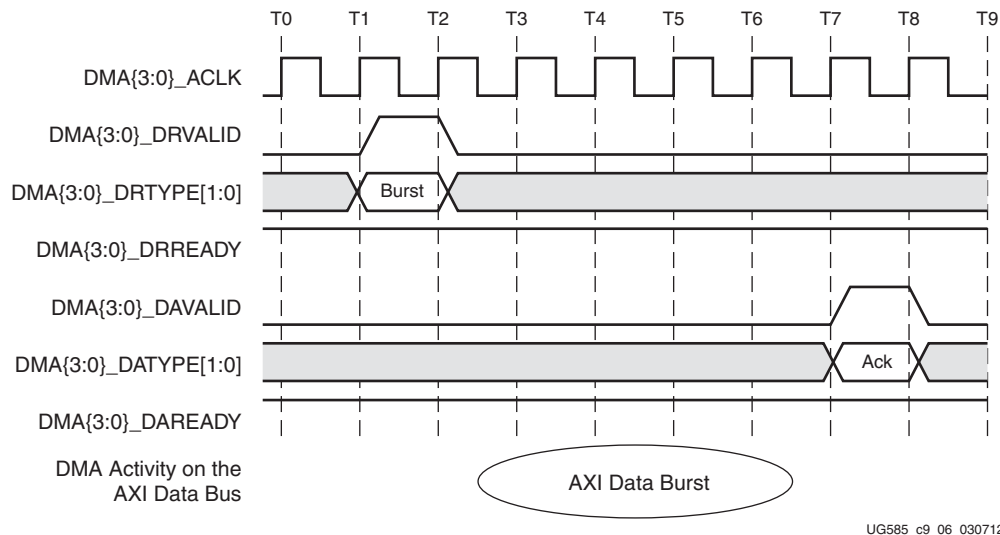 T0 T1 T2 T3 T4 T5 T6 T7 T8 T9
DMA{3:0}_ACLK
DMA{3:0}_DRVALID
DMA{3:0}_DRTYPE[1:0] Burst
DMA{3:0}_DRREADY
DMA{3:0}_DAVALID
DMA{3:0}_DATYPE[1:0] Ack
DMA{3:0}_DAREADY
DMA Activity on the
AXI Data Bus
AXI Data Burst
UG585_c9_06_030712